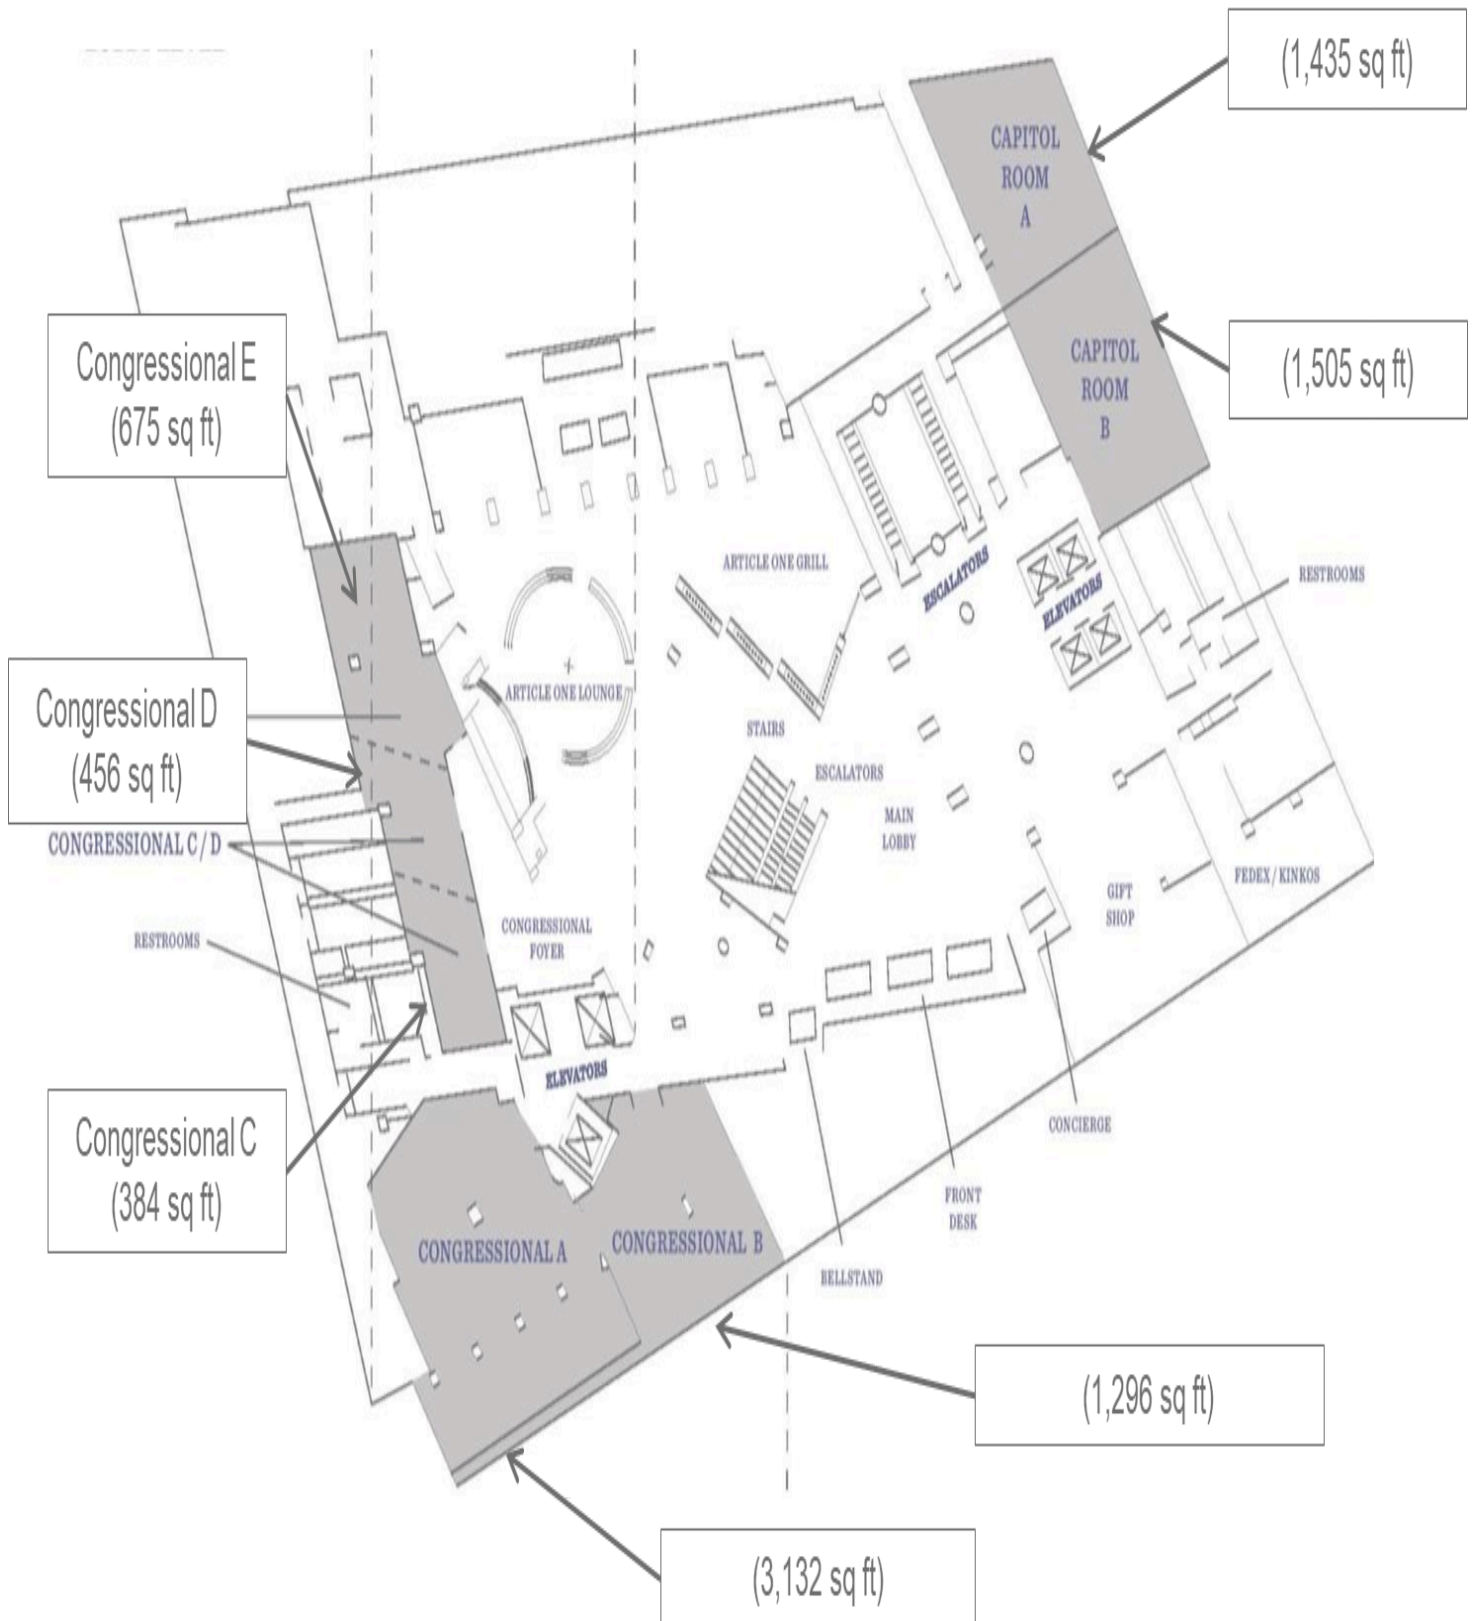 (1,435 sq ft)
CAPITOL
ROOM
A
Congressional E
(675 sq ft)
CAPITOL
ROOM
B
(1,505 sq ft)
ARTICLE ONE GRILL
ESCALATORS
ELEVATORS
RESTROOMS
ARTICLE ONE LOUNGE
Congressional D
(456 sq ft)
STAIRS
ESCALATORS
MAIN
LOBBY
CONGRESSIONAL C / D
GIFT
SHOP
FEDEX / KINKOS
RESTROOMS
CONGRESSIONAL
FOYER
ELEVATORS
CONCIERGE
Congressional C
(384 sq ft)
FRONT
DESK
CONGRESSIONAL A
CONGRESSIONAL B
BELLSTAND
(1,296 sq ft)
(3,132 sq ft)